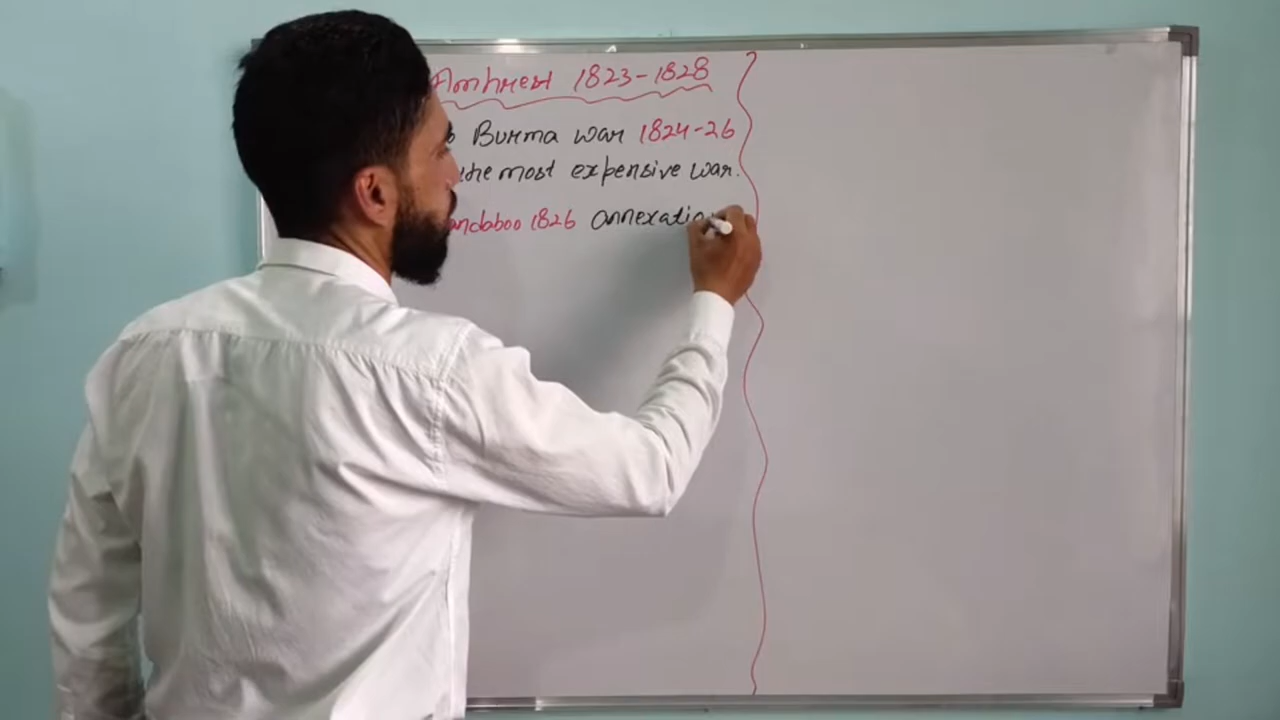 Amherst 1823-1828
Burma war 1824-26
the most expensive war.
andaboo 1826 annexatio